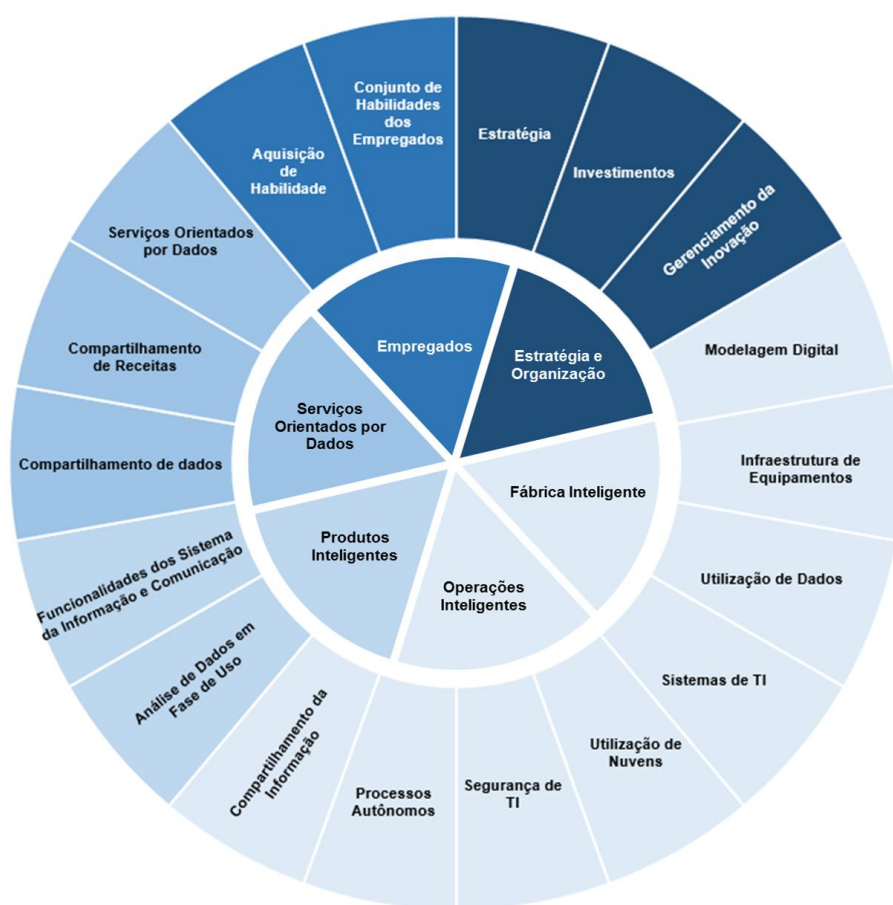 Conjunto de
Habilidades
dos
Empregados
Estratégia
Investimentos
Gerenciamento da
Inovação
Modelagem Digital
Infraestrutura de
Equipamentos
Utilização de Dados
Sistemas de TI
Utilização de
Nuvens
Segurança de
TI
Processos
Autônomos
Compartilhamento da
Informação
Análise de Dados em
Fase de Uso
Funcionalidades dos Sistema
da Informação e Comunicação
Compartilhamento de dados
Compartilhamento
de Receitas
Serviços Orientados
por Dados
Aquisição
de
Habilidade
Empregados
Estratégia e
Organização
Fábrica Inteligente
Operações
Inteligentes
Produtos
Inteligentes
Serviços
Orientados por
Dados